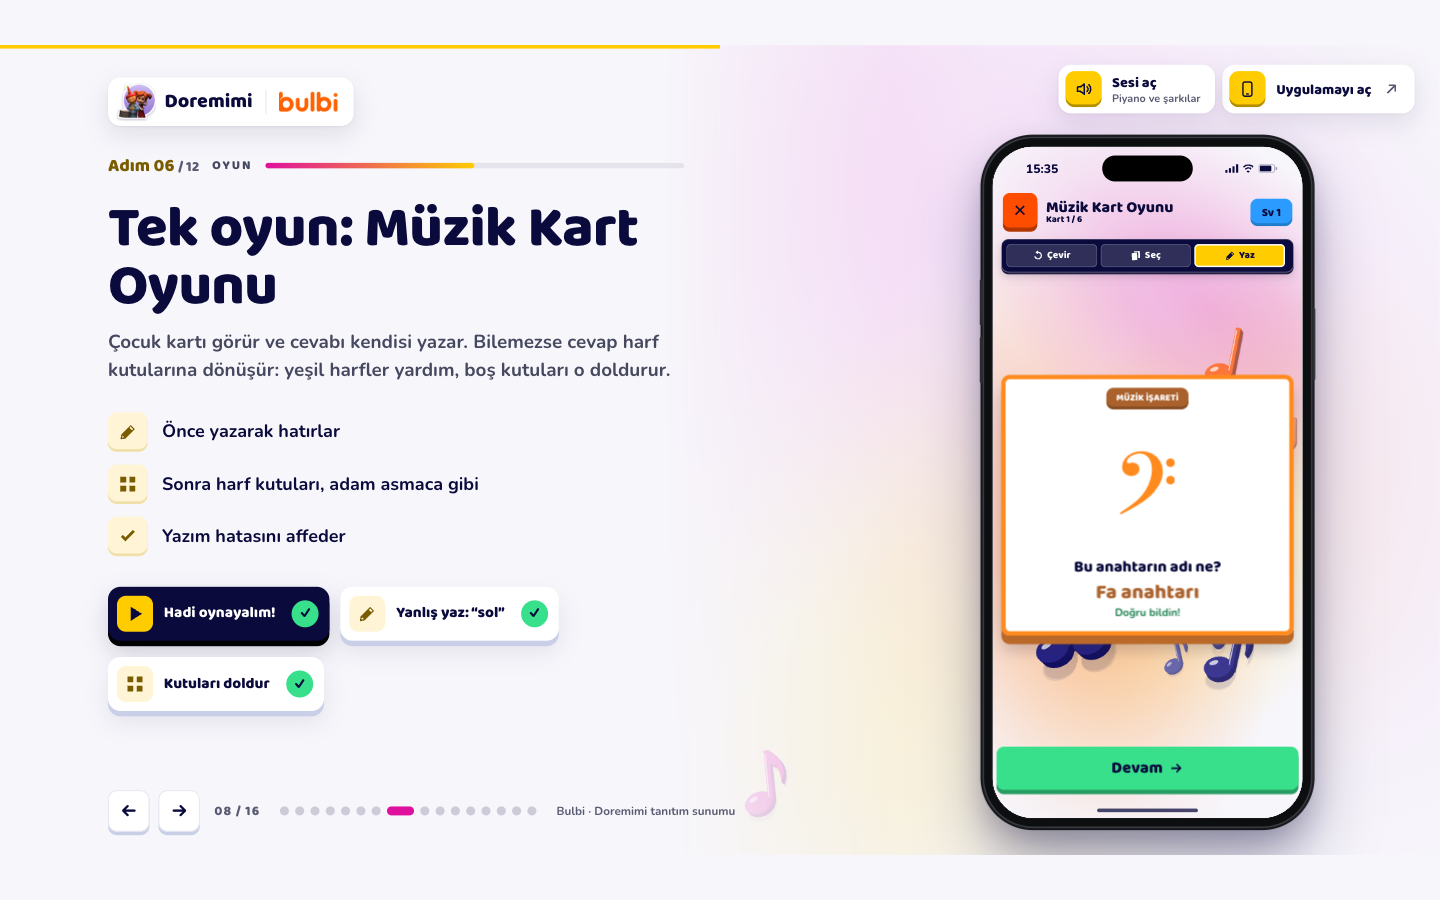 Doremimi
bulbi
Sesi aç
Piyano ve şarkılar
Uygulamayı aç
Adım 06 / 12 OYUN
Tek oyun: Müzik Kart
Oyunu
Çocuk kartı görür ve cevabı kendisi yazar. Bilemezse cevap harf
kutularına dönüşür: yeşil harfler yardım, boş kutuları o doldurur.
Önce yazarak hatırlar
Sonra harf kutuları, adam asmaca gibi
Yazım hatasını affeder
Hadi oynayalım!
Yanlış yaz: “sol”
Kutuları doldur
08 / 16
Bulbi · Doremimi tanıtım sunumu
15:35
Müzik Kart Oyunu
Kart 1 / 6
Sv 1
Çevir
Seç
Yaz
MÜZİK İŞARETİ
Bu anahtarın adı ne?
Fa anahtarı
Doğru bildin!
Devam →